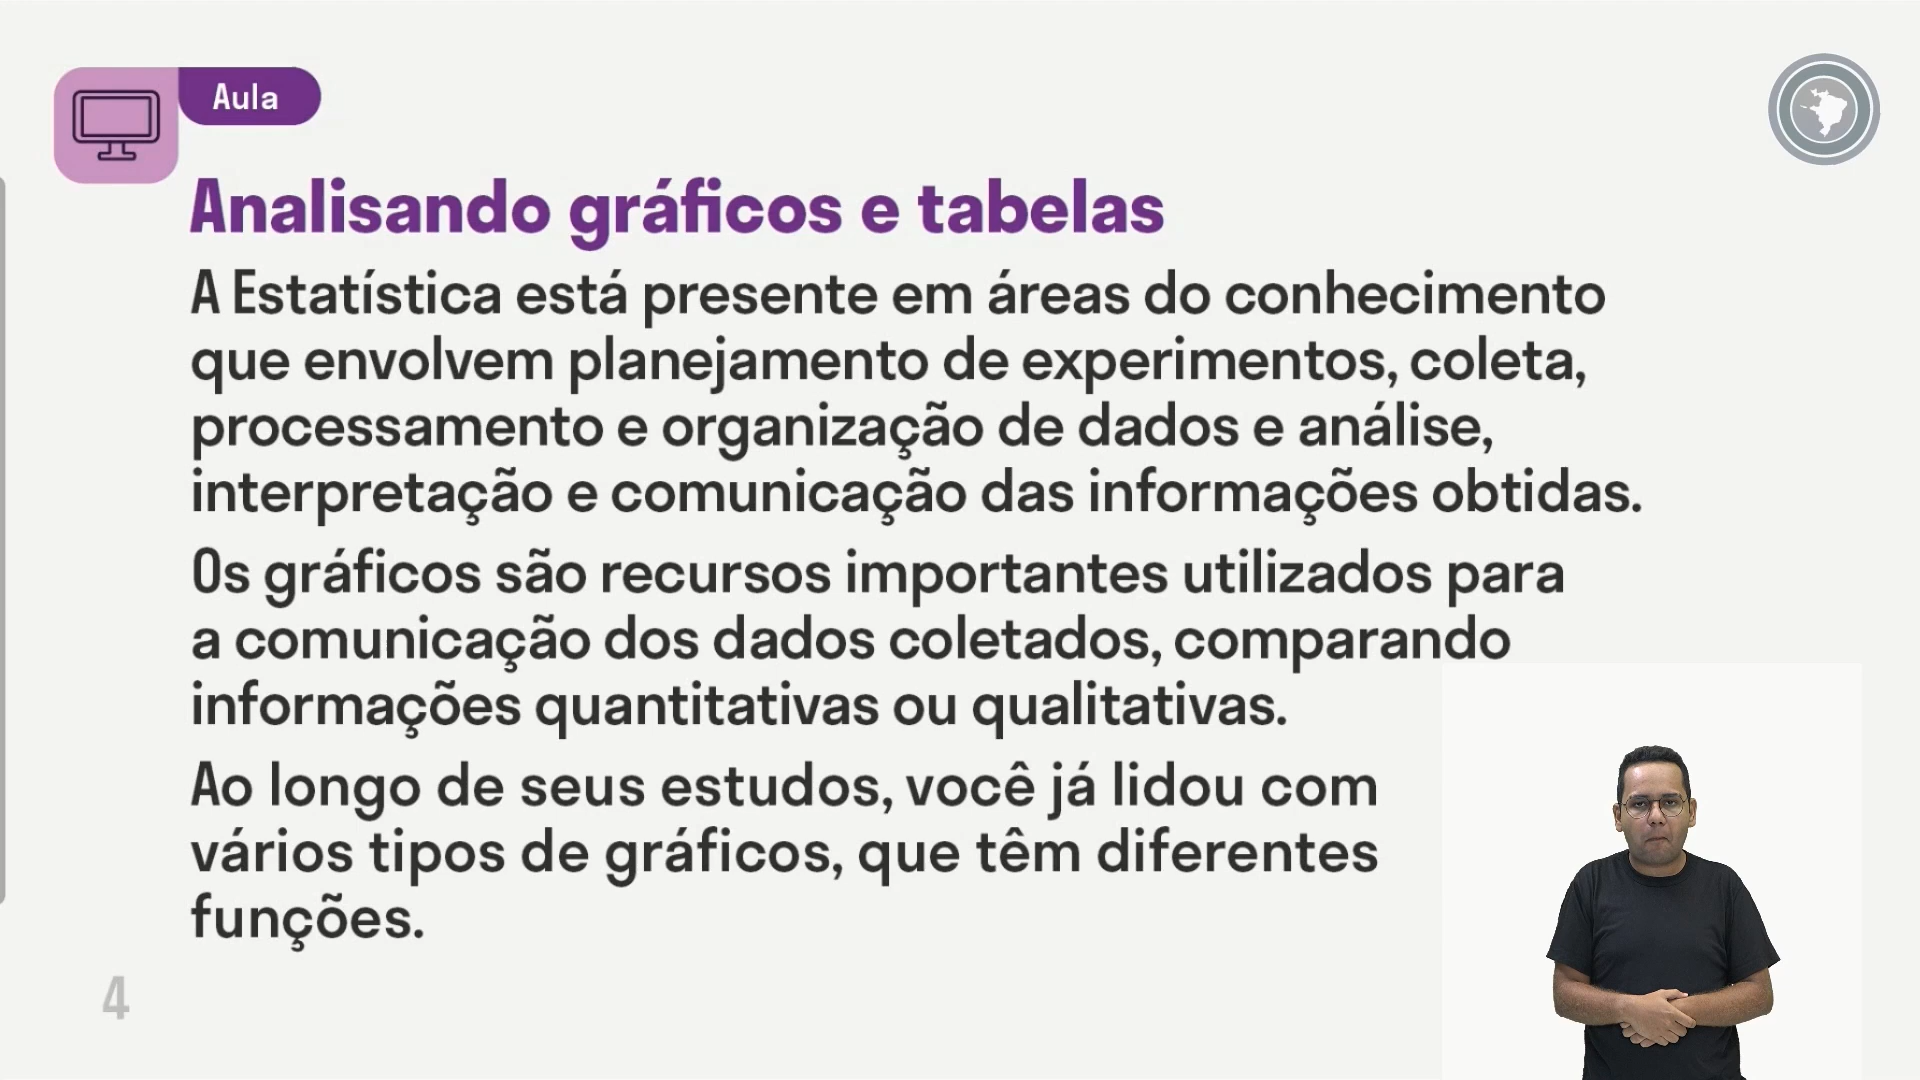 Aula
Analisando gráficos e tabelas
A Estatística está presente em áreas do conhecimento
que envolvem planejamento de experimentos, coleta,
processamento e organização de dados e análise,
interpretação e comunicação das informações obtidas.
Os gráficos são recursos importantes utilizados para
a comunicação dos dados coletados, comparando
informações quantitativas ou qualitativas.
Ao longo de seus estudos, você já lidou com
vários tipos de gráficos, que têm diferentes
funções.
4